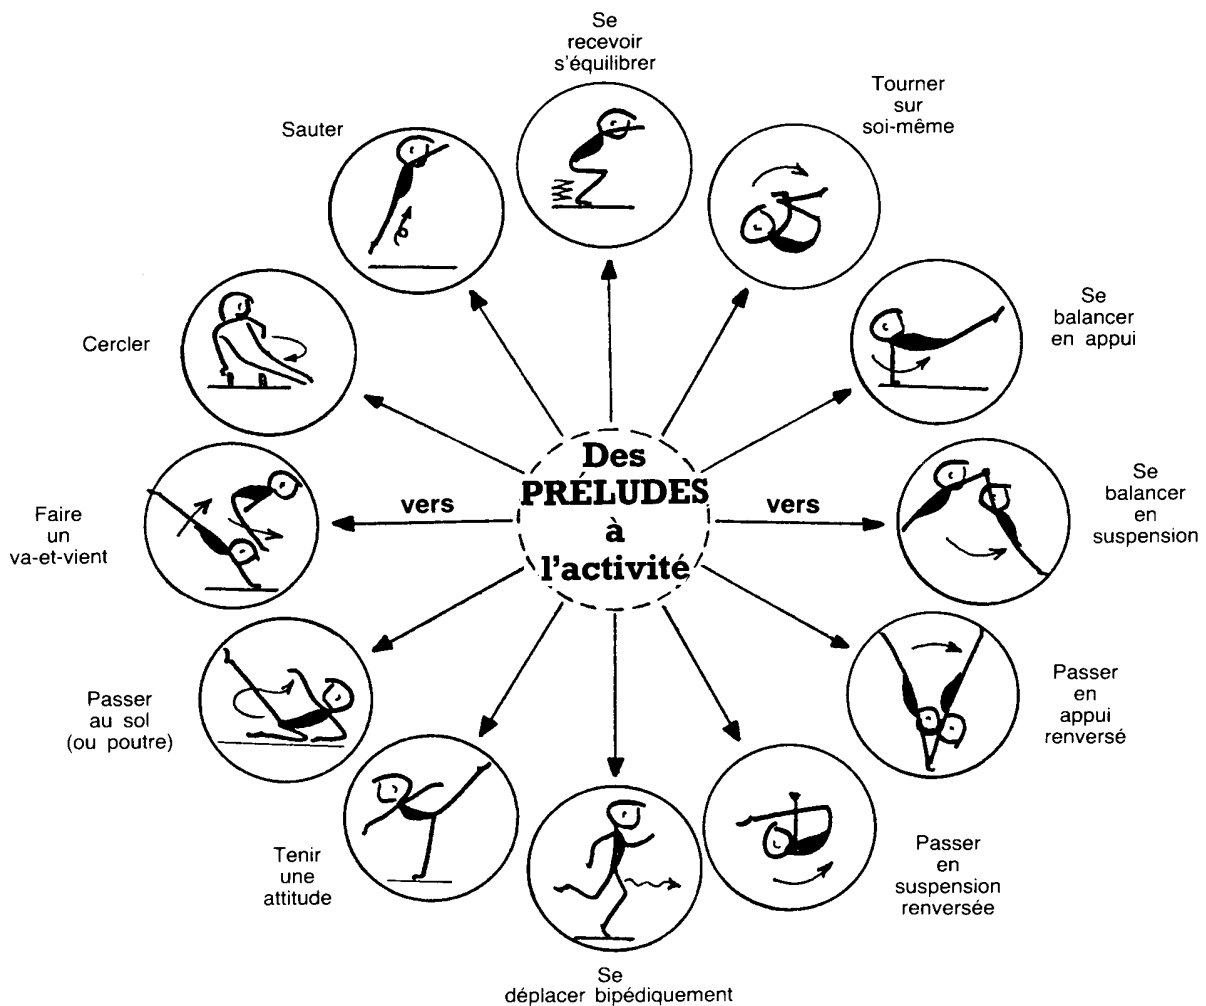 Se
recevoir
s'équilibrer
Tourner
sur
soi-même
Sauter
Se
balancer
en appui
Cercler
Des
PRÉLUDES
à
l'activité
vers
vers
Se
balancer
en
suspension
Faire
un
va-et-vient
Passer
en
appui
renversé
Passer
au sol
(ou poutre)
Passer
en
suspension
renversée
Tenir
une
attitude
Se
déplacer bipédiquement